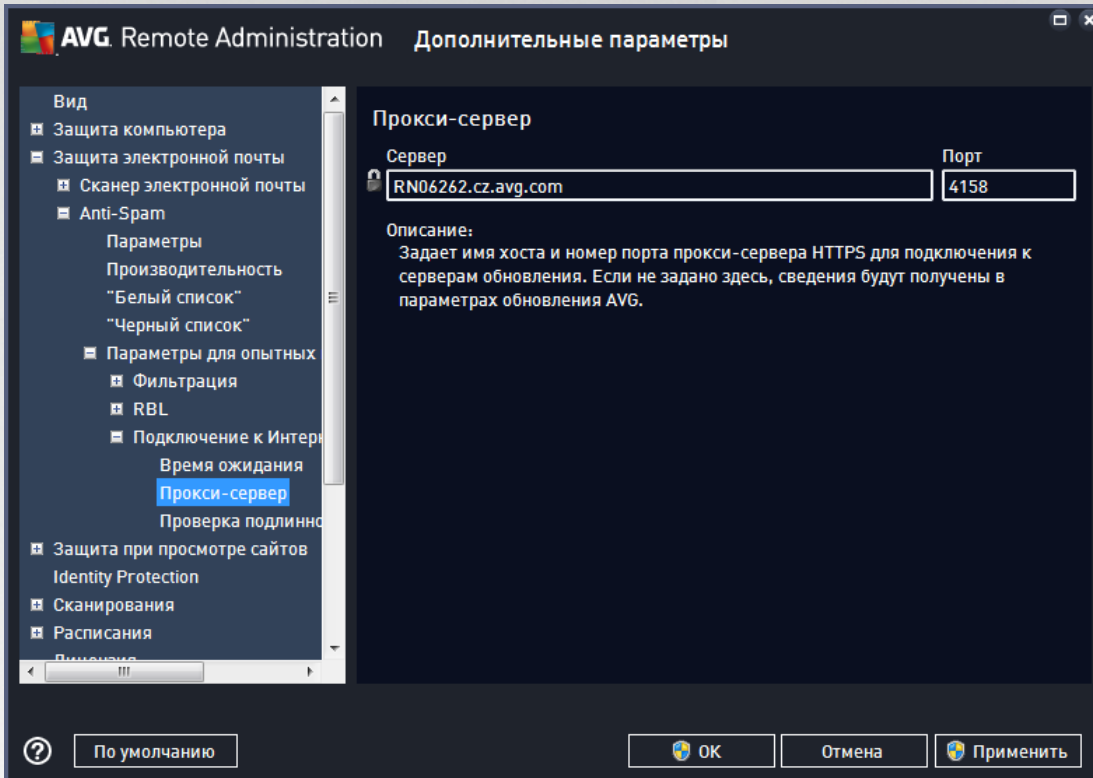 AVG. Remote Administration Дополнительные параметры
Вид
Защита компьютера
Защита электронной почты
Сканер электронной почты
Anti-Spam
Параметры
Производительность
"Белый список"
"Черный список"
Параметры для опытных
Фильтрация
RBL
Подключение к Интерн
Время ожидания
Прокси-сервер
Проверка подлинно
Защита при просмотре сайтов
Identity Protection
Сканирования
Расписания
Лицензия
Прокси-сервер
Сервер Порт
RN06262.cz.avg.com 4158
Описание:
Задает имя хоста и номер порта прокси-сервера HTTPS для подключения к
серверам обновления. Если не задано здесь, сведения будут получены в
параметрах обновления AVG.
По умолчанию OK Отмена Применить